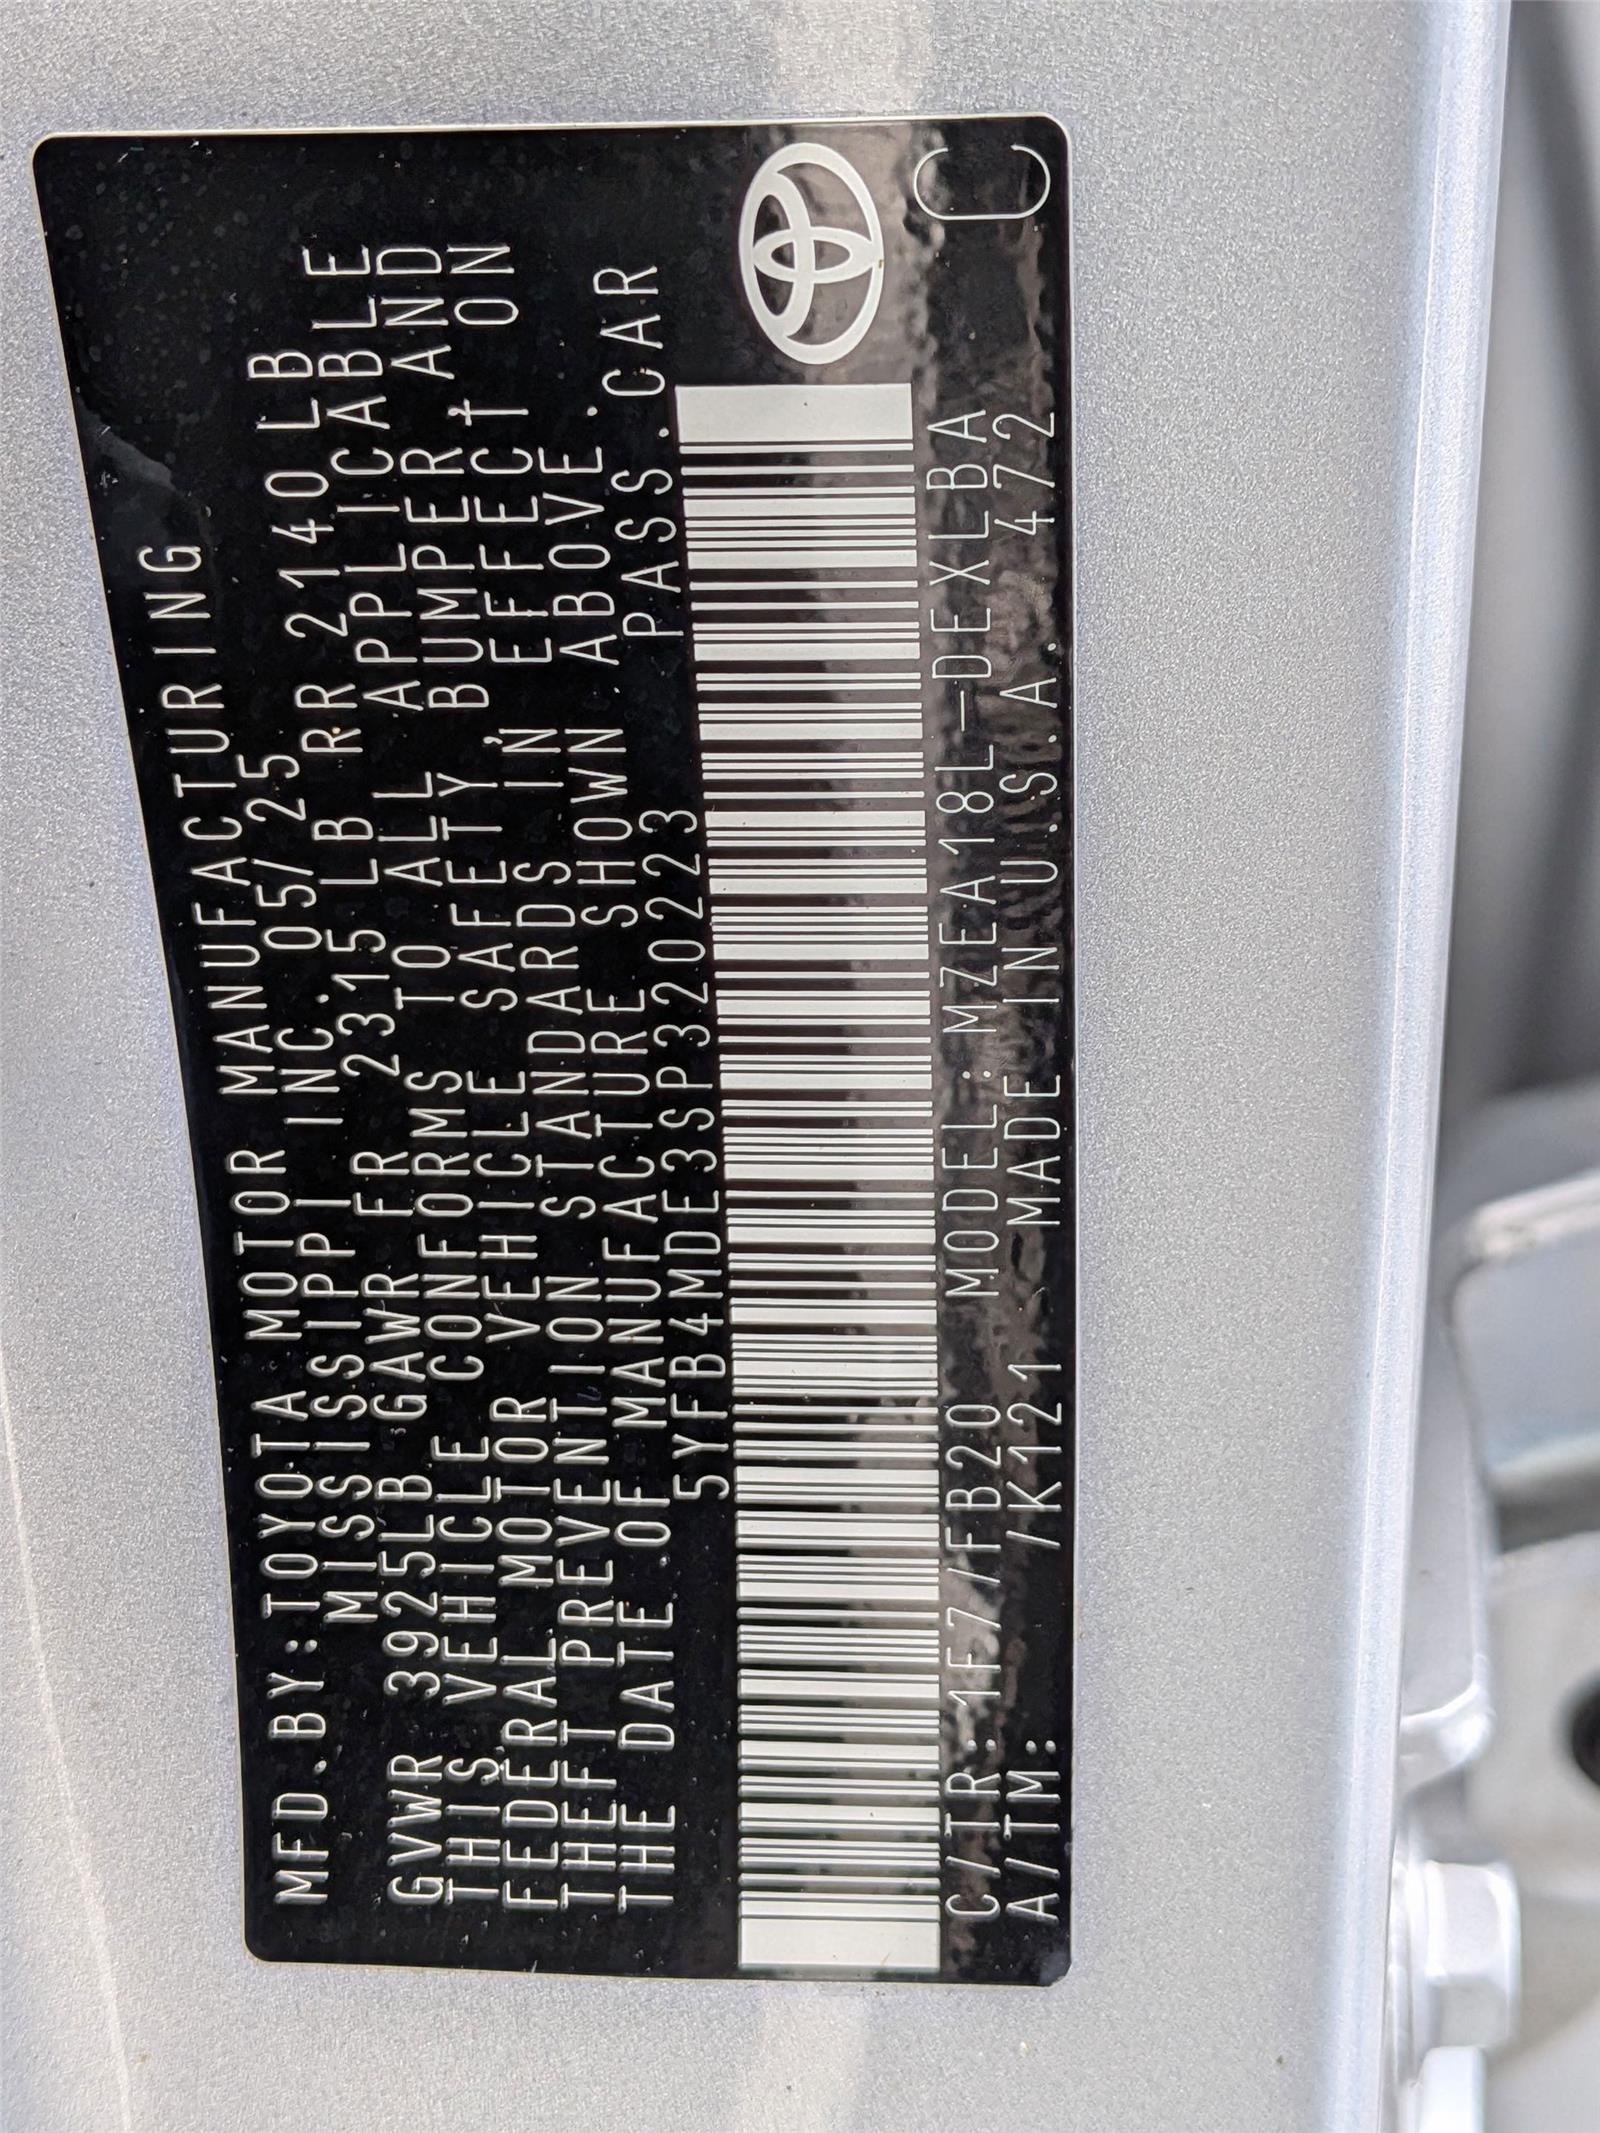 MFD.BY:TOYOTA MOTOR MANUFACTURING
MISSISSIPPI INC. 05/25
GVWR 3925LB GAWR FR 2315LB RR 2140LB
THIS VEHICLE CONFORMS TO ALL APPLICABLE
FEDERAL MOTOR VEHICLE SAFETY BUMPER, AND
THEFT PREVENTION STANDARDS IN EFFECT ON
THE DATE OF MANUFACTURE SHOWN ABOVE.
5YFB4MDE3SP320223 PASS.CAR
C/TR:1F7/FB20 MODEL:MZEA18L-DEXLBA
A/TM: /K121 MADE IN U.S.A. 472
C